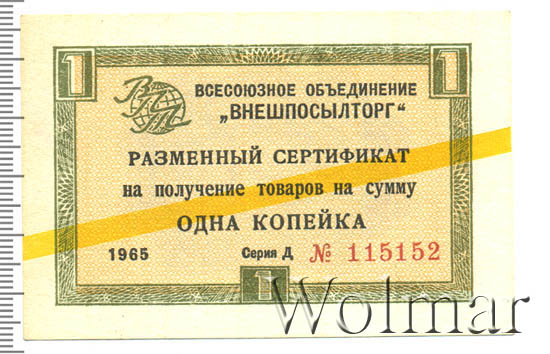 1 1
ВСЕСОЮЗНОЕ ОБЪЕДИНЕНИЕ
„ВНЕШПОСЫЛТОРГ“
РАЗМЕННЫЙ СЕРТИФИКАТ
на получение товаров на сумму
ОДНА КОПЕЙКА
1965 Серия Д № 115152
1
Wolmar